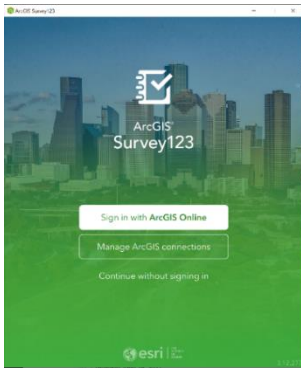 ArcGIS Survey123
ArcGIS
Survey123
Sign in with ArcGIS Online
Manage ArcGIS connections
Continue without signing in
esri